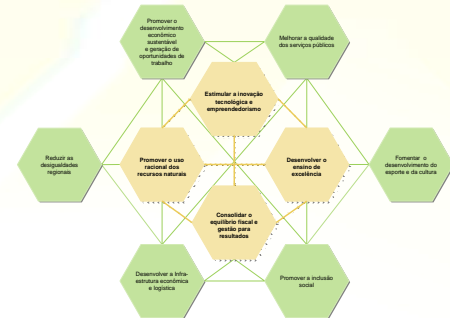 Promover o
desenvolvimento
econômico
sustentável
e geração de
oportunidades de
trabalho
Melhorar a qualidade
dos serviços públicos
Estimular a inovação
tecnológica e
empreendedorismo
Reduzir as
desigualdades
regionais
Promover o uso
racional dos
recursos naturais
Desenvolver o
ensino de
excelência
Fomentar o
desenvolvimento do
esporte e da cultura
Consolidar o
equilíbrio fiscal e
gestão para
resultados
Desenvolver a Infra-
estrutura econômica
e logística
Promover a inclusão
social